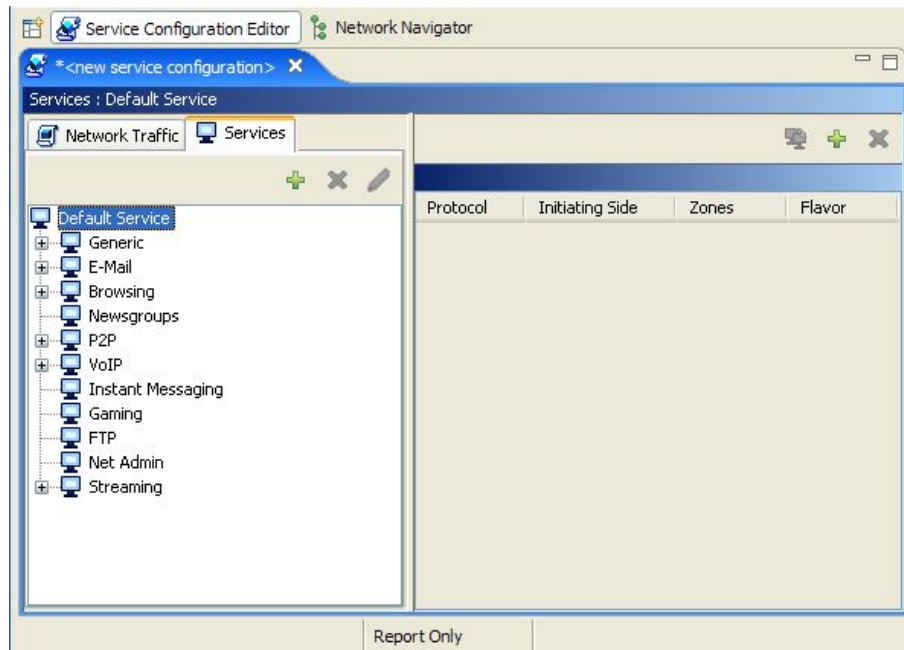 Service Configuration Editor Network Navigator
*<new service configuration>
Services : Default Service
Network Traffic Services
Protocol Initiating Side Zones Flavor
Default Service
Generic
E-Mail
Browsing
Newsgroups
P2P
VoIP
Instant Messaging
Gaming
FTP
Net Admin
Streaming
Report Only